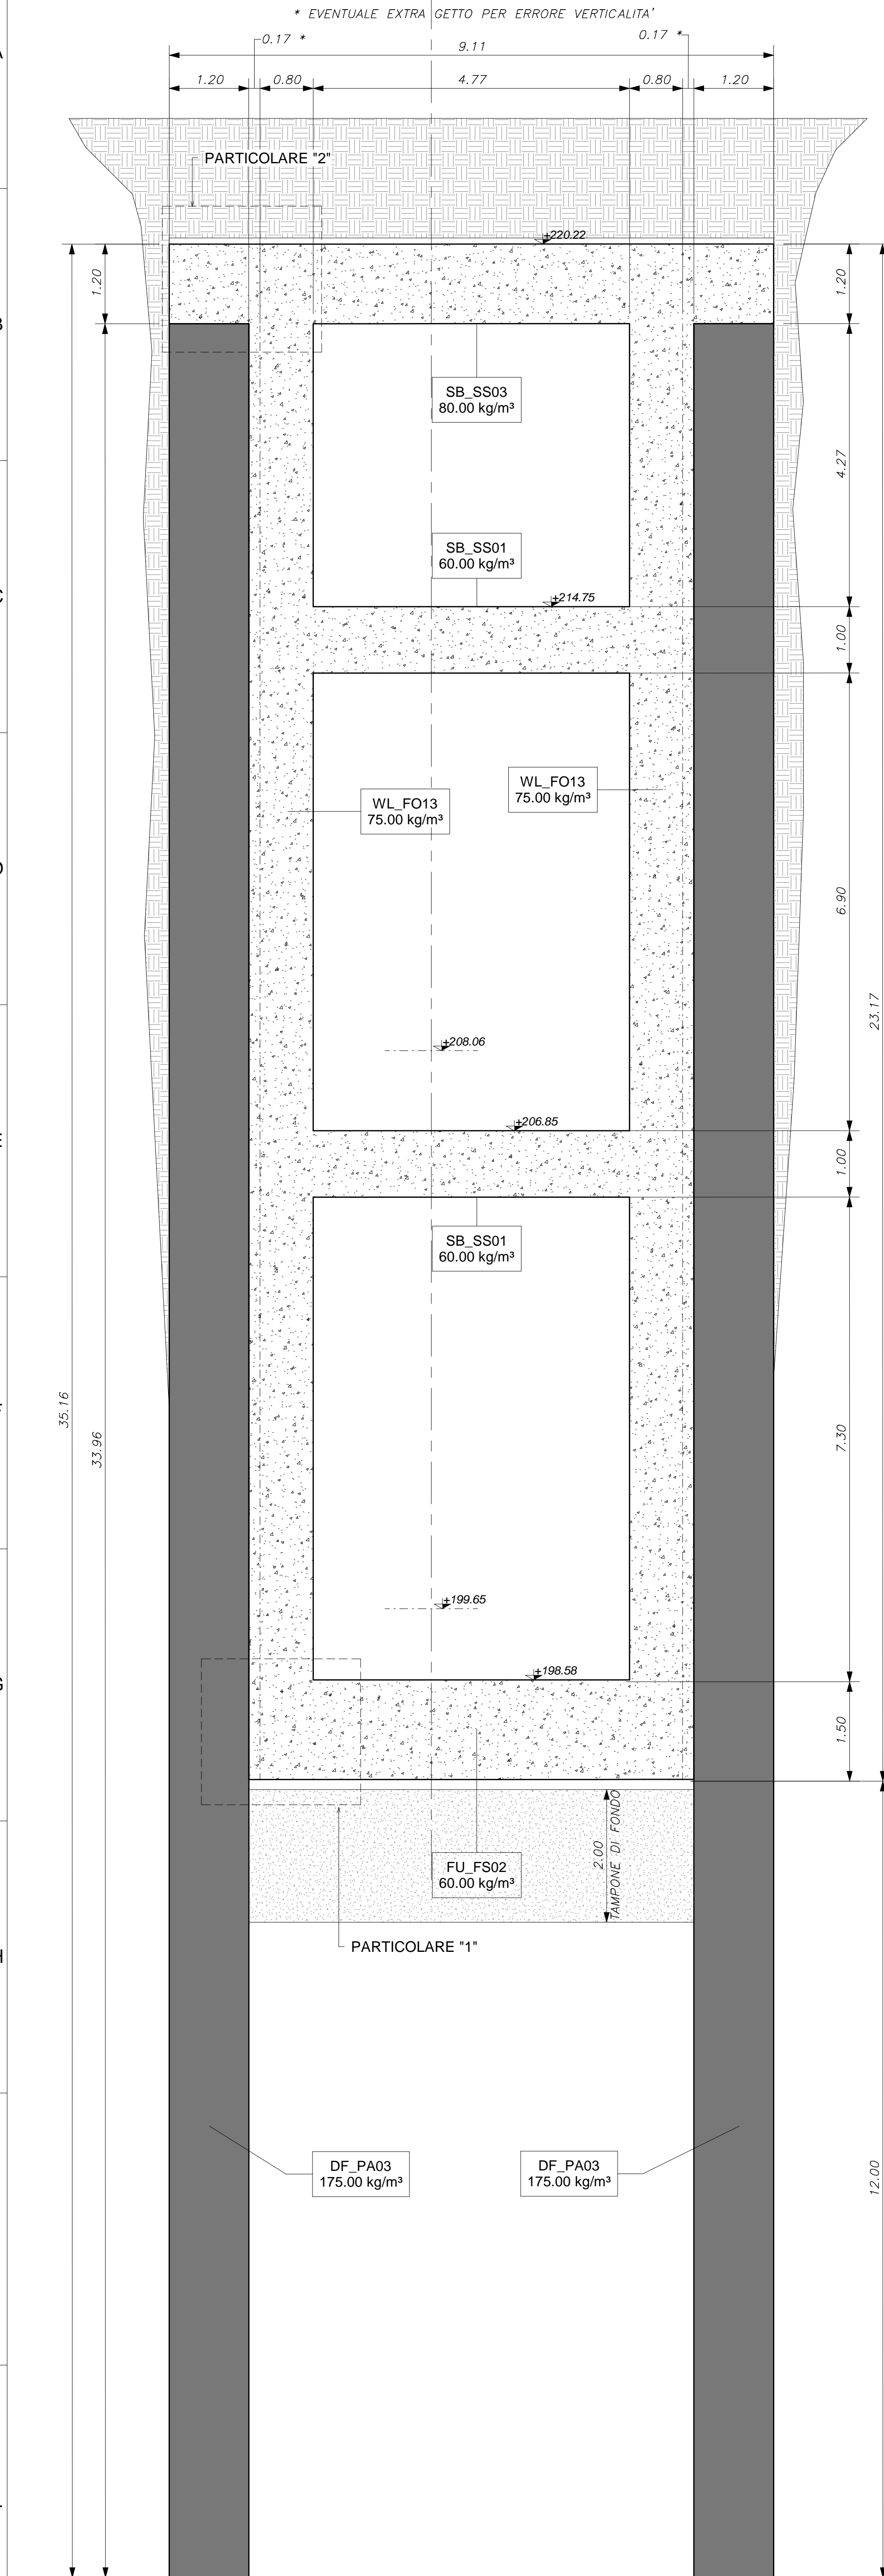 * EVENTUALE EXTRA GETTO PER ERRORE VERTICALITA'
0.17 *
0.17 *
9.11
1.20
0.80
4.77
0.80
1.20
PARTICOLARE "2"
+220.22
1.20
1.20
SB_SS03
80.00 kg/m³
4.27
SB_SS01
60.00 kg/m³
+214.75
1.00
WL_FO13
75.00 kg/m³
WL_FO13
75.00 kg/m³
6.90
23.17
+208.06
+206.85
1.00
SB_SS01
60.00 kg/m³
35.16
33.96
7.30
+199.65
+198.58
1.50
2.00
TAMPONE DI FONDO
FU_FS02
60.00 kg/m³
PARTICOLARE "1"
DF_PA03
175.00 kg/m³
DF_PA03
175.00 kg/m³
12.00